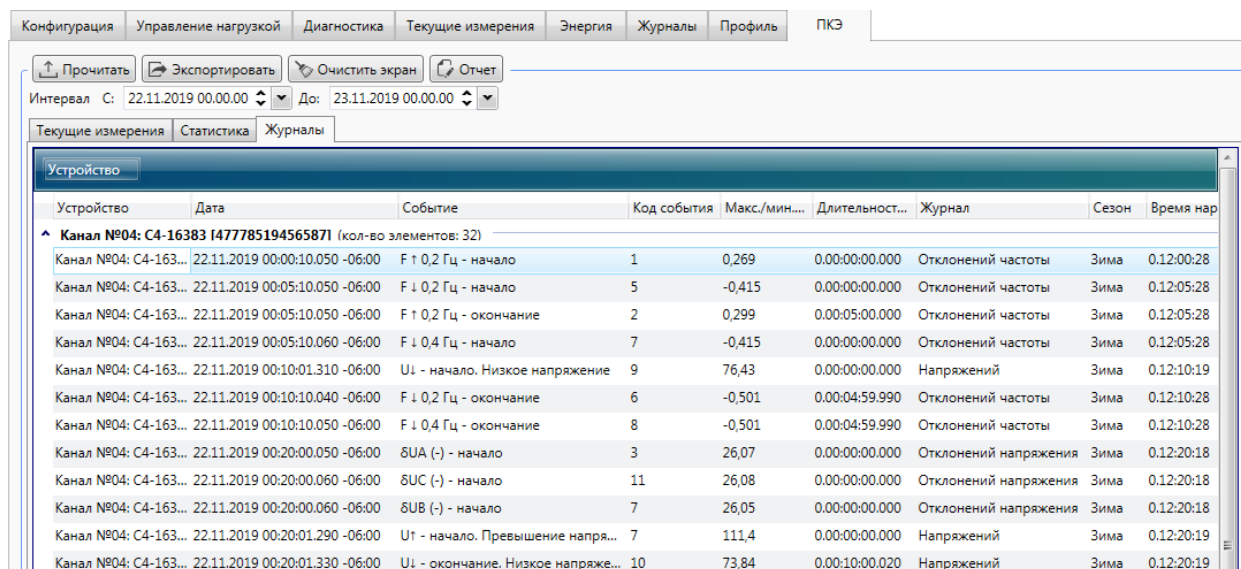 Конфигурация Управление нагрузкой Диагностика Текущие измерения Энергия Журналы Профиль ПКЭ
Прочитать Экспортировать Очистить экран Отчет
Интервал С: 22.11.2019 00.00.00 До: 23.11.2019 00.00.00
Текущие измерения Статистика Журналы
Устройство
Устройство Дата Событие Код события Макс./мин.... Длительност... Журнал Сезон Время нар
Канал №04: C4-16383 [477785194565587] (кол-во элементов: 32)
Канал №04: C4-163... 22.11.2019 00:00:10.050 -06:00 F ↑ 0,2 Гц - начало 1 0,269 0.00:00:00.000 Отклонений частоты Зима 0.12:00:28
Канал №04: C4-163... 22.11.2019 00:05:10.050 -06:00 F ↓ 0,2 Гц - начало 5 -0,415 0.00:00:00.000 Отклонений частоты Зима 0.12:05:28
Канал №04: C4-163... 22.11.2019 00:05:10.050 -06:00 F ↑ 0,2 Гц - окончание 2 0,299 0.00:05:00.000 Отклонений частоты Зима 0.12:05:28
Канал №04: C4-163... 22.11.2019 00:05:10.060 -06:00 F ↓ 0,4 Гц - начало 7 -0,415 0.00:00:00.000 Отклонений частоты Зима 0.12:05:28
Канал №04: C4-163... 22.11.2019 00:10:01.310 -06:00 U↓ - начало. Низкое напряжение 9 76,43 0.00:00:00.000 Напряжений Зима 0.12:10:19
Канал №04: C4-163... 22.11.2019 00:10:10.040 -06:00 F ↓ 0,2 Гц - окончание 6 -0,501 0.00:04:59.990 Отклонений частоты Зима 0.12:10:28
Канал №04: C4-163... 22.11.2019 00:10:10.050 -06:00 F ↓ 0,4 Гц - окончание 8 -0,501 0.00:04:59.990 Отклонений частоты Зима 0.12:10:28
Канал №04: C4-163... 22.11.2019 00:20:00.050 -06:00 δUA (-) - начало 3 26,07 0.00:00:00.000 Отклонений напряжения Зима 0.12:20:18
Канал №04: C4-163... 22.11.2019 00:20:00.060 -06:00 δUC (-) - начало 11 26,08 0.00:00:00.000 Отклонений напряжения Зима 0.12:20:18
Канал №04: C4-163... 22.11.2019 00:20:00.060 -06:00 δUB (-) - начало 7 26,05 0.00:00:00.000 Отклонений напряжения Зима 0.12:20:18
Канал №04: C4-163... 22.11.2019 00:20:01.290 -06:00 U↑ - начало. Превышение напря... 7 111,4 0.00:00:00.000 Напряжений Зима 0.12:20:19
Канал №04: C4-163... 22.11.2019 00:20:01.330 -06:00 U↓ - окончание. Низкое напряже... 10 73,84 0.00:10:00.020 Напряжений Зима 0.12:20:19